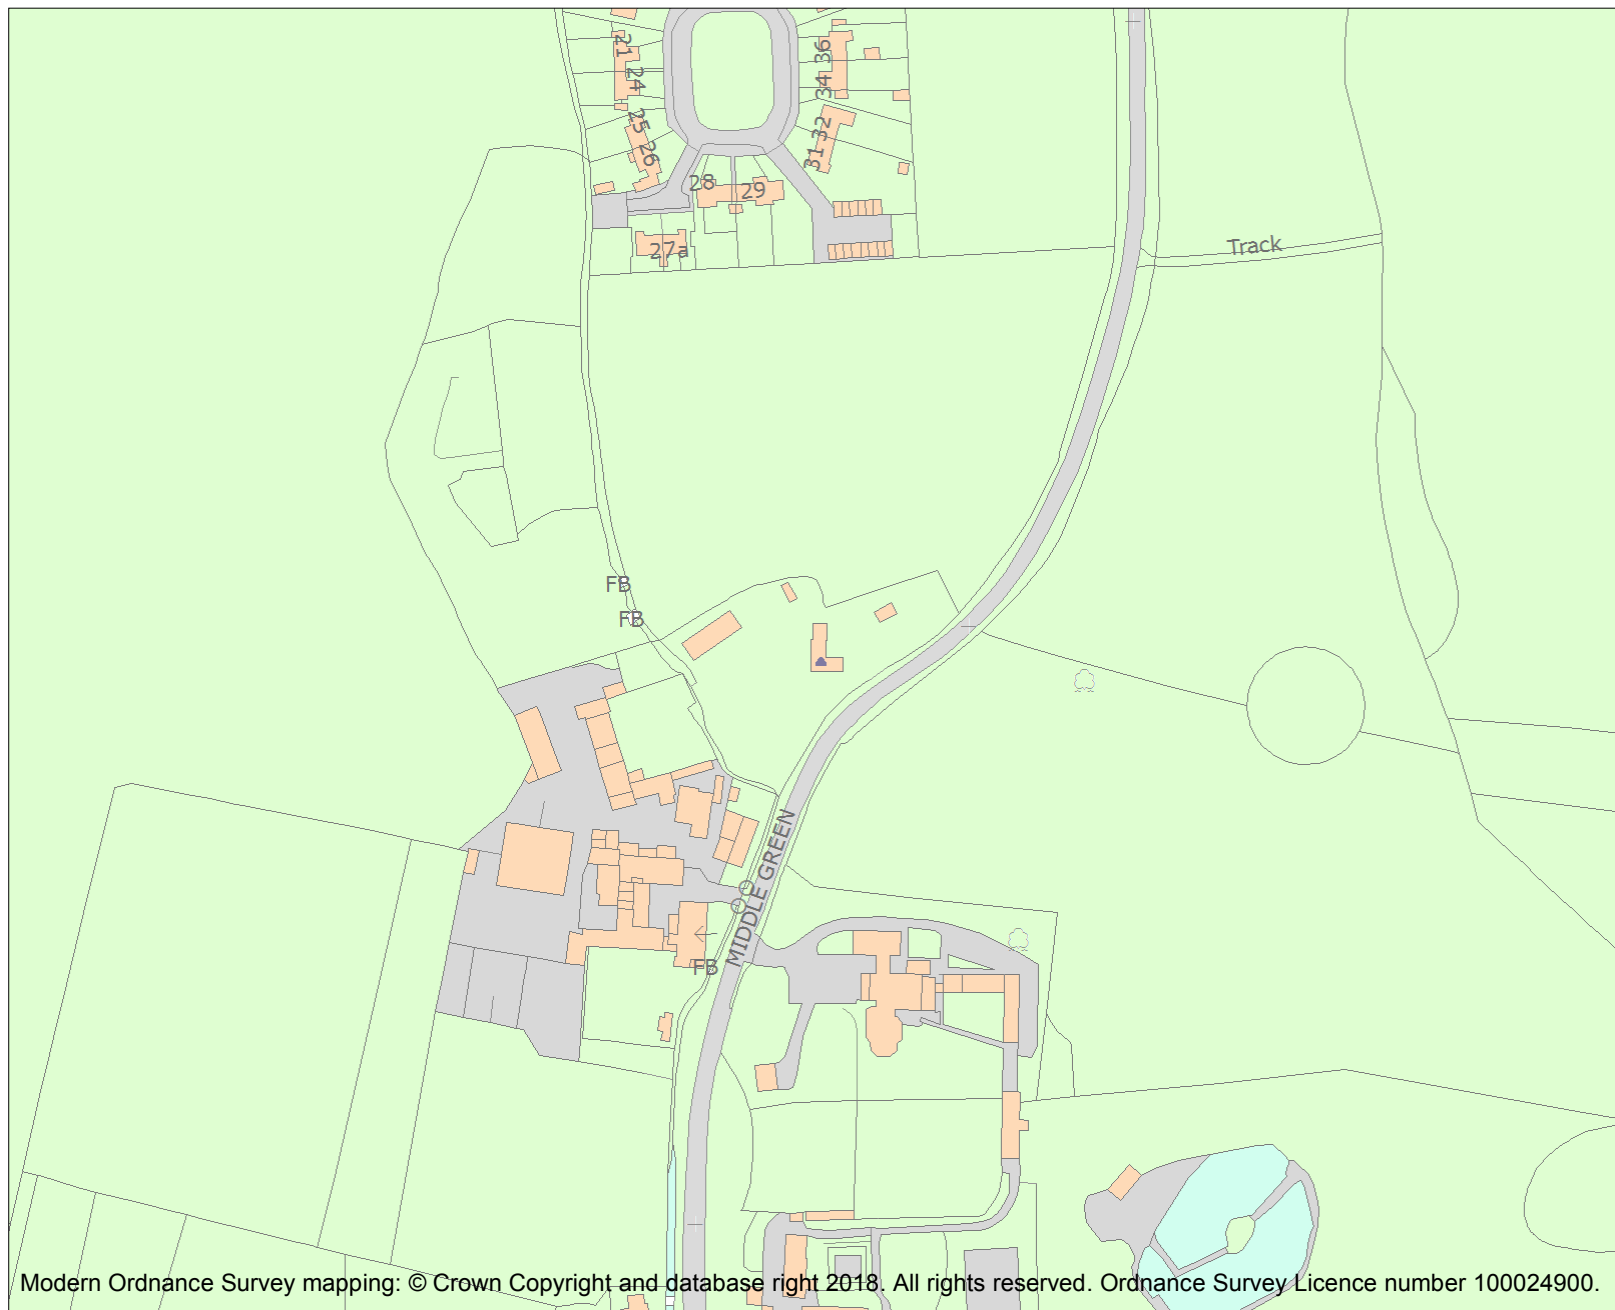 21
24
36
34
25
26
32
31
28
29
27a
Track
FB
FB
MIDDLE GREEN
FB
Modern Ordnance Survey mapping: © Crown Copyright and database right 2018. All rights reserved. Ordnance Survey Licence number 100024900.